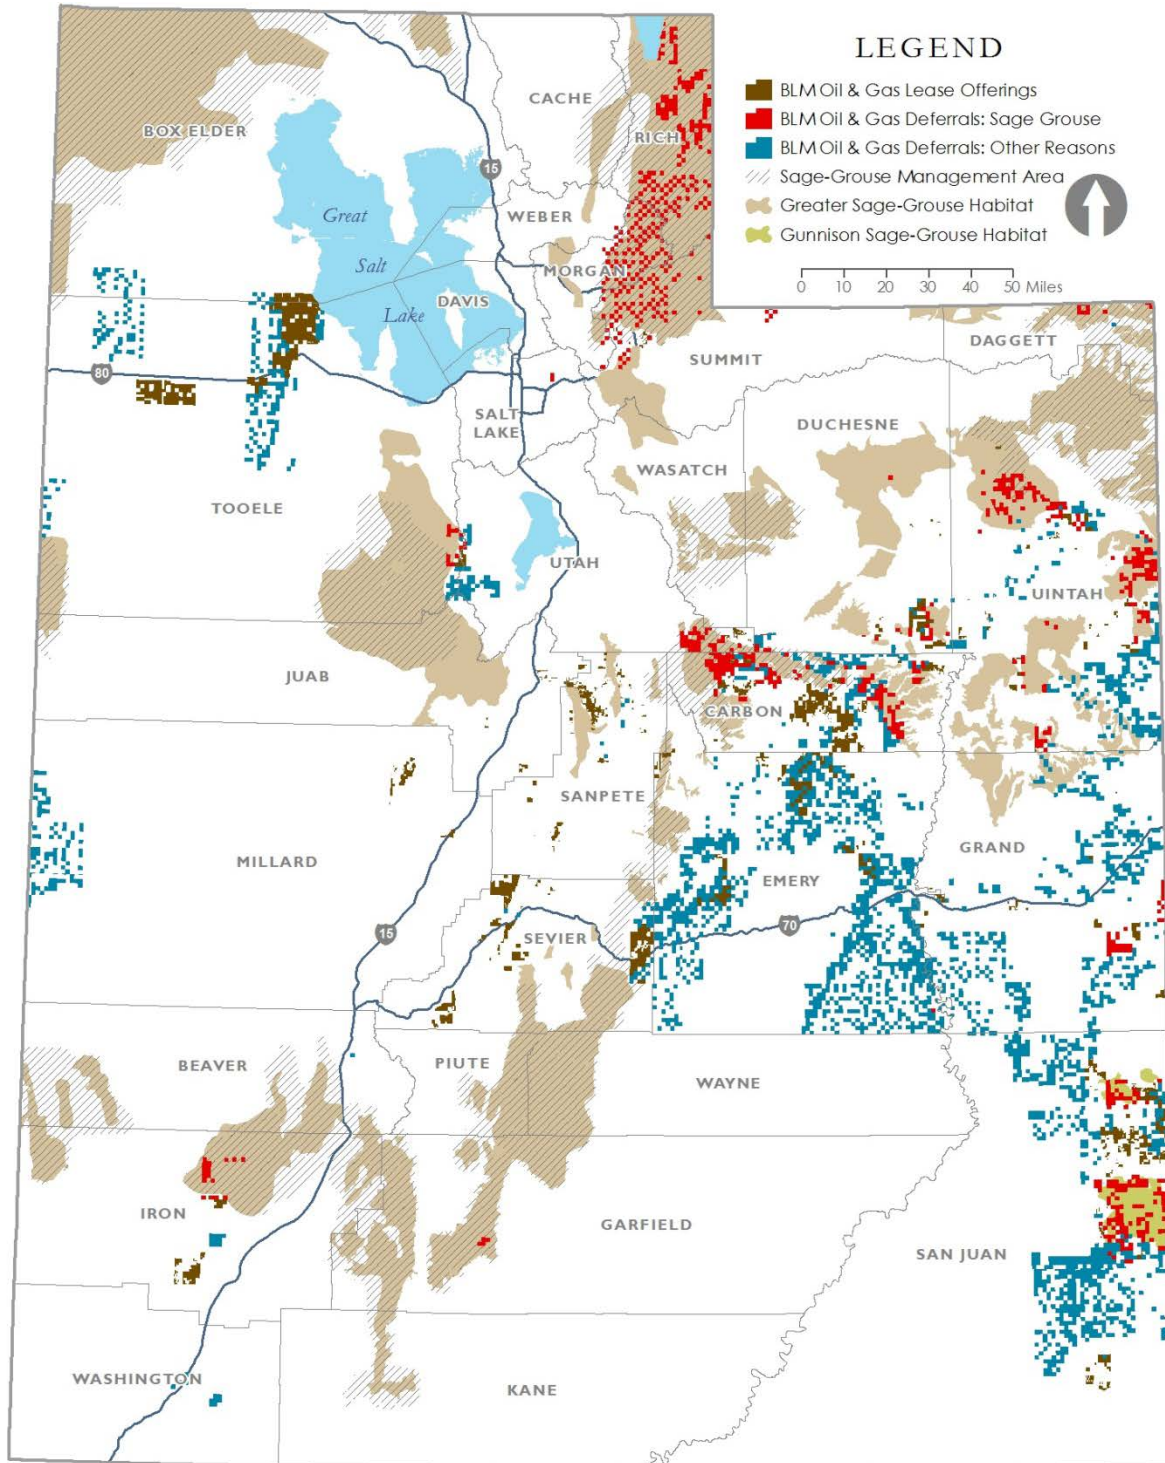 LEGEND
BLM Oil & Gas Lease Offerings
BLM Oil & Gas Deferrals: Sage Grouse
BLM Oil & Gas Deferrals: Other Reasons
Sage-Grouse Management Area
Greater Sage-Grouse Habitat
Gunnison Sage-Grouse Habitat
0 10 20 30 40 50 Miles
CACHE
BOX ELDER
RICH
15
Great
WEBER
Salt
MORGAN
DAVIS
Lake
SUMMIT
DAGGETT
80
SALT
LAKE
DUCHESNE
WASATCH
TOOELE
UTAH
UINTAH
JUAB
CARBON
SANPETE
MILLARD
GRAND
EMERY
15
SEVIER
70
BEAVER
PIUTE
WAYNE
IRON
GARFIELD
SAN JUAN
WASHINGTON
KANE